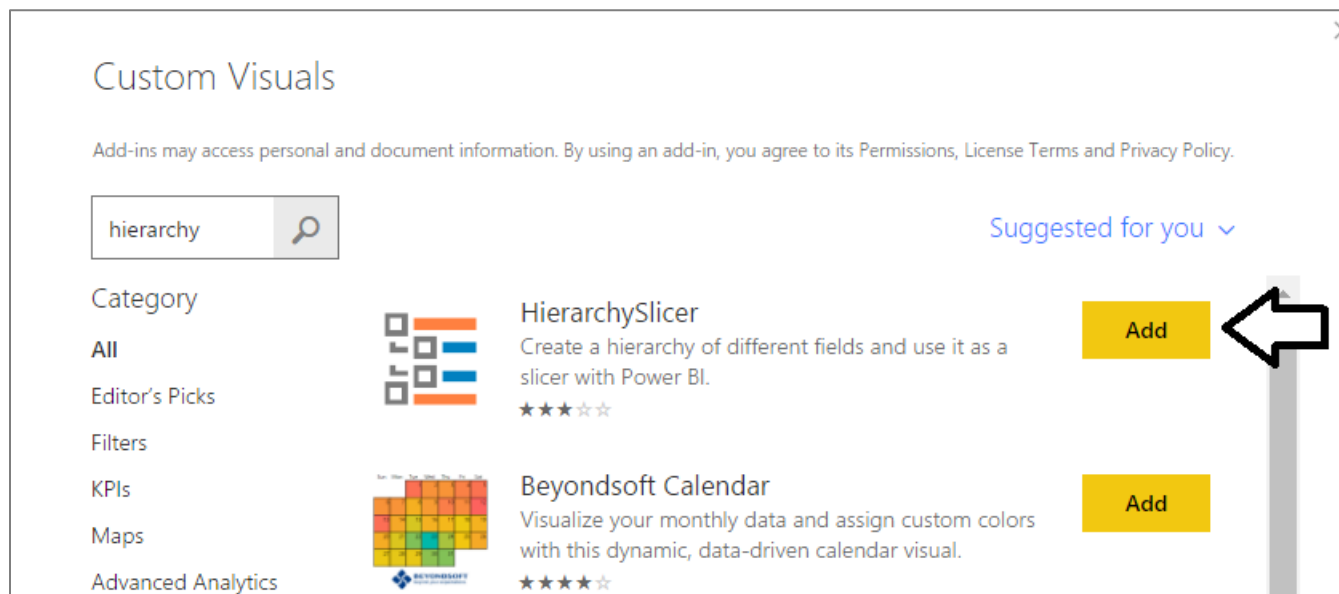 Custom Visuals
Add-ins may access personal and document information. By using an add-in, you agree to its Permissions, License Terms and Privacy Policy.
hierarchy
Suggested for you
Category
All
Editor's Picks
Filters
KPIs
Maps
Advanced Analytics
HierarchySlicer
Create a hierarchy of different fields and use it as a
slicer with Power BI.
Add
Beyondsoft Calendar
Visualize your monthly data and assign custom colors
with this dynamic, data-driven calendar visual.
Add
BEYONDSOFT